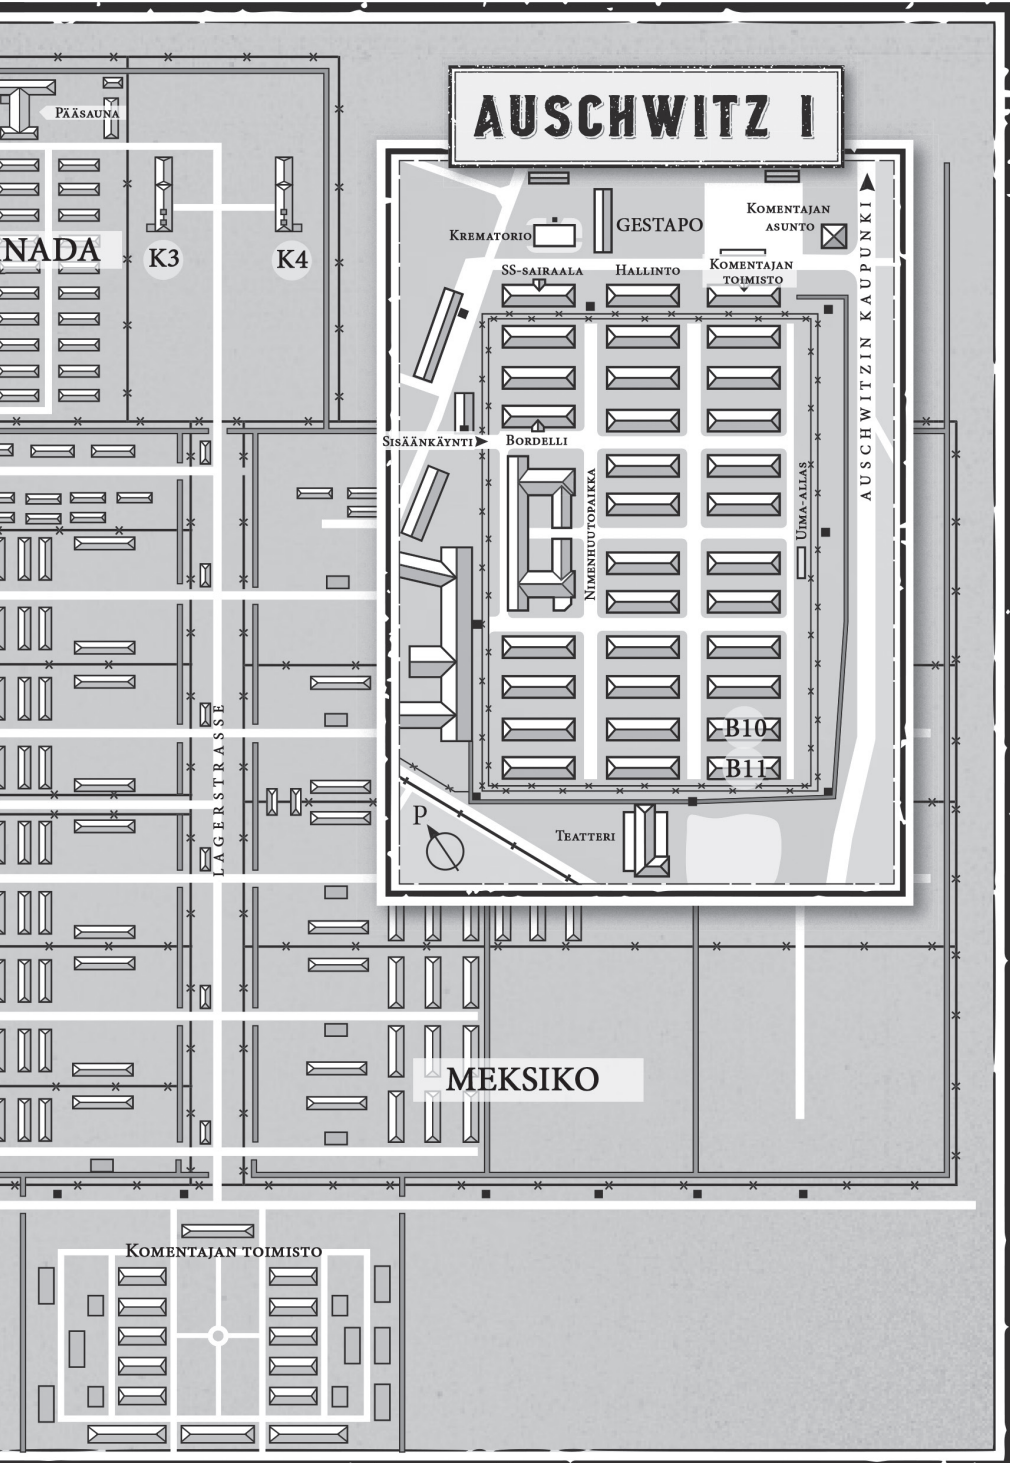 AUSCHWITZ I
Pääsauna
NADA
K3
K4
Krematorio
GESTAPO
Komentajan
asunto
SS-sairaala
Hallinto
Komentajan
toimisto
Auschwitzin kaupunki
Sisäänkäynti
Bordelli
Nimenhuutopaikka
Uima-allas
B10
B11
P
Teatteri
Lagerstrasse
MEKSIKO
Komentajan toimisto